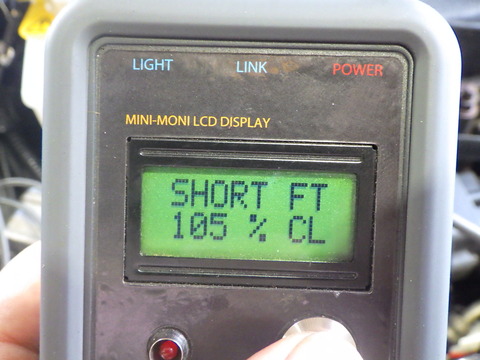 LIGHT LINK POWER
MINI-MONI LCD DISPLAY
SHORT FT
105 % CL